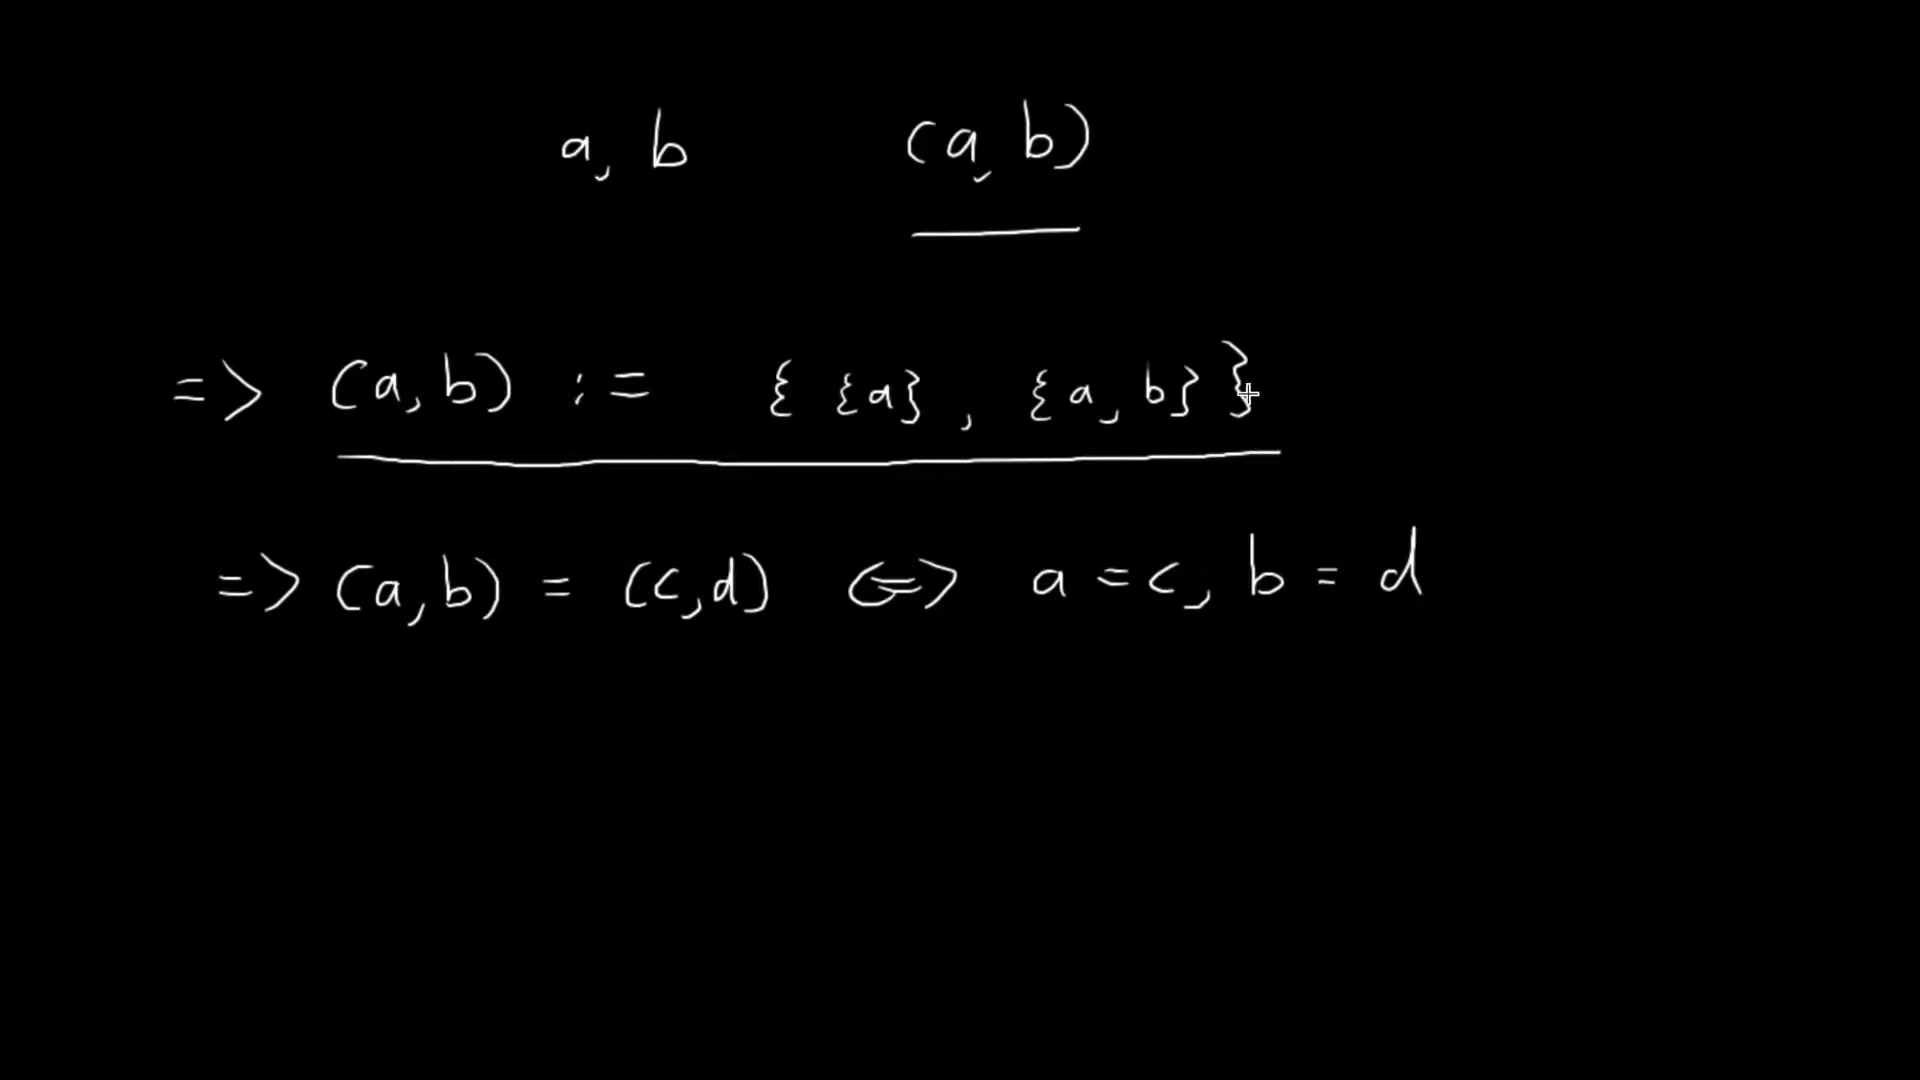 a, b (a, b)
=> (a, b) := { {a}, {a, b} }
=> (a, b) = (c, d) <=> a = c, b = d